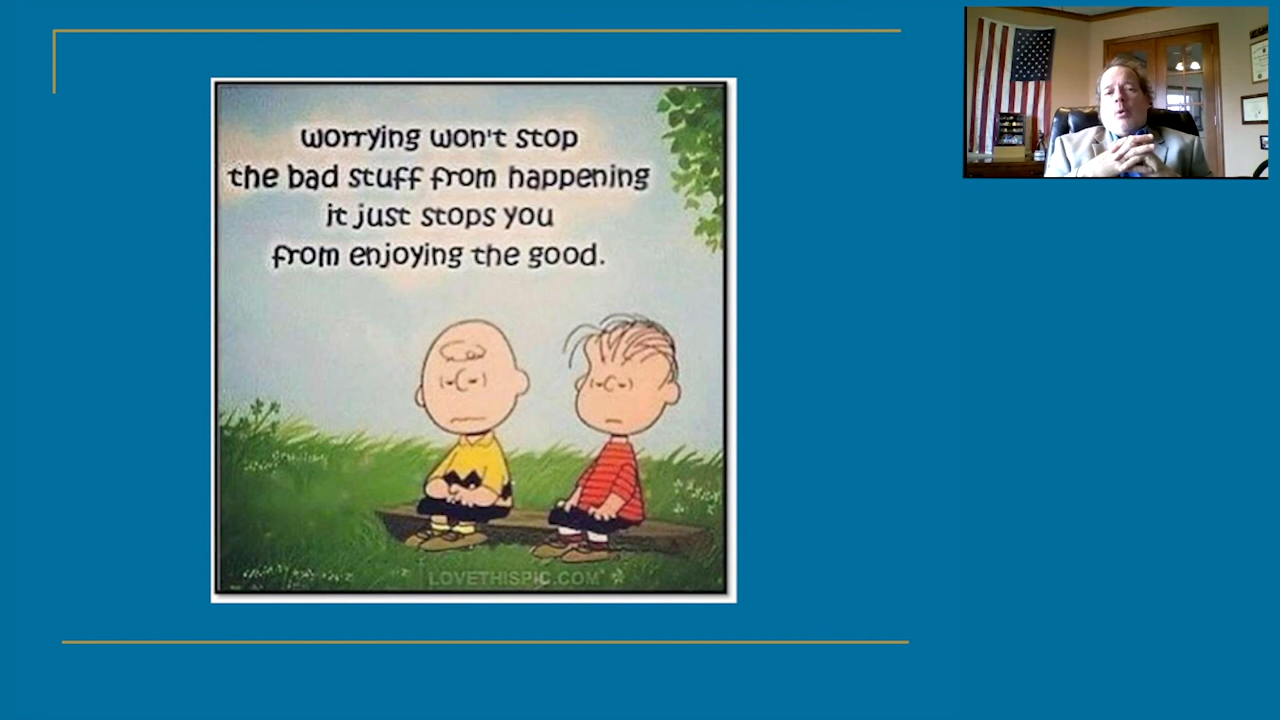 worrying won't stop
the bad stuff from happening
it just stops you
from enjoying the good.
LOVETHISPIC.COM